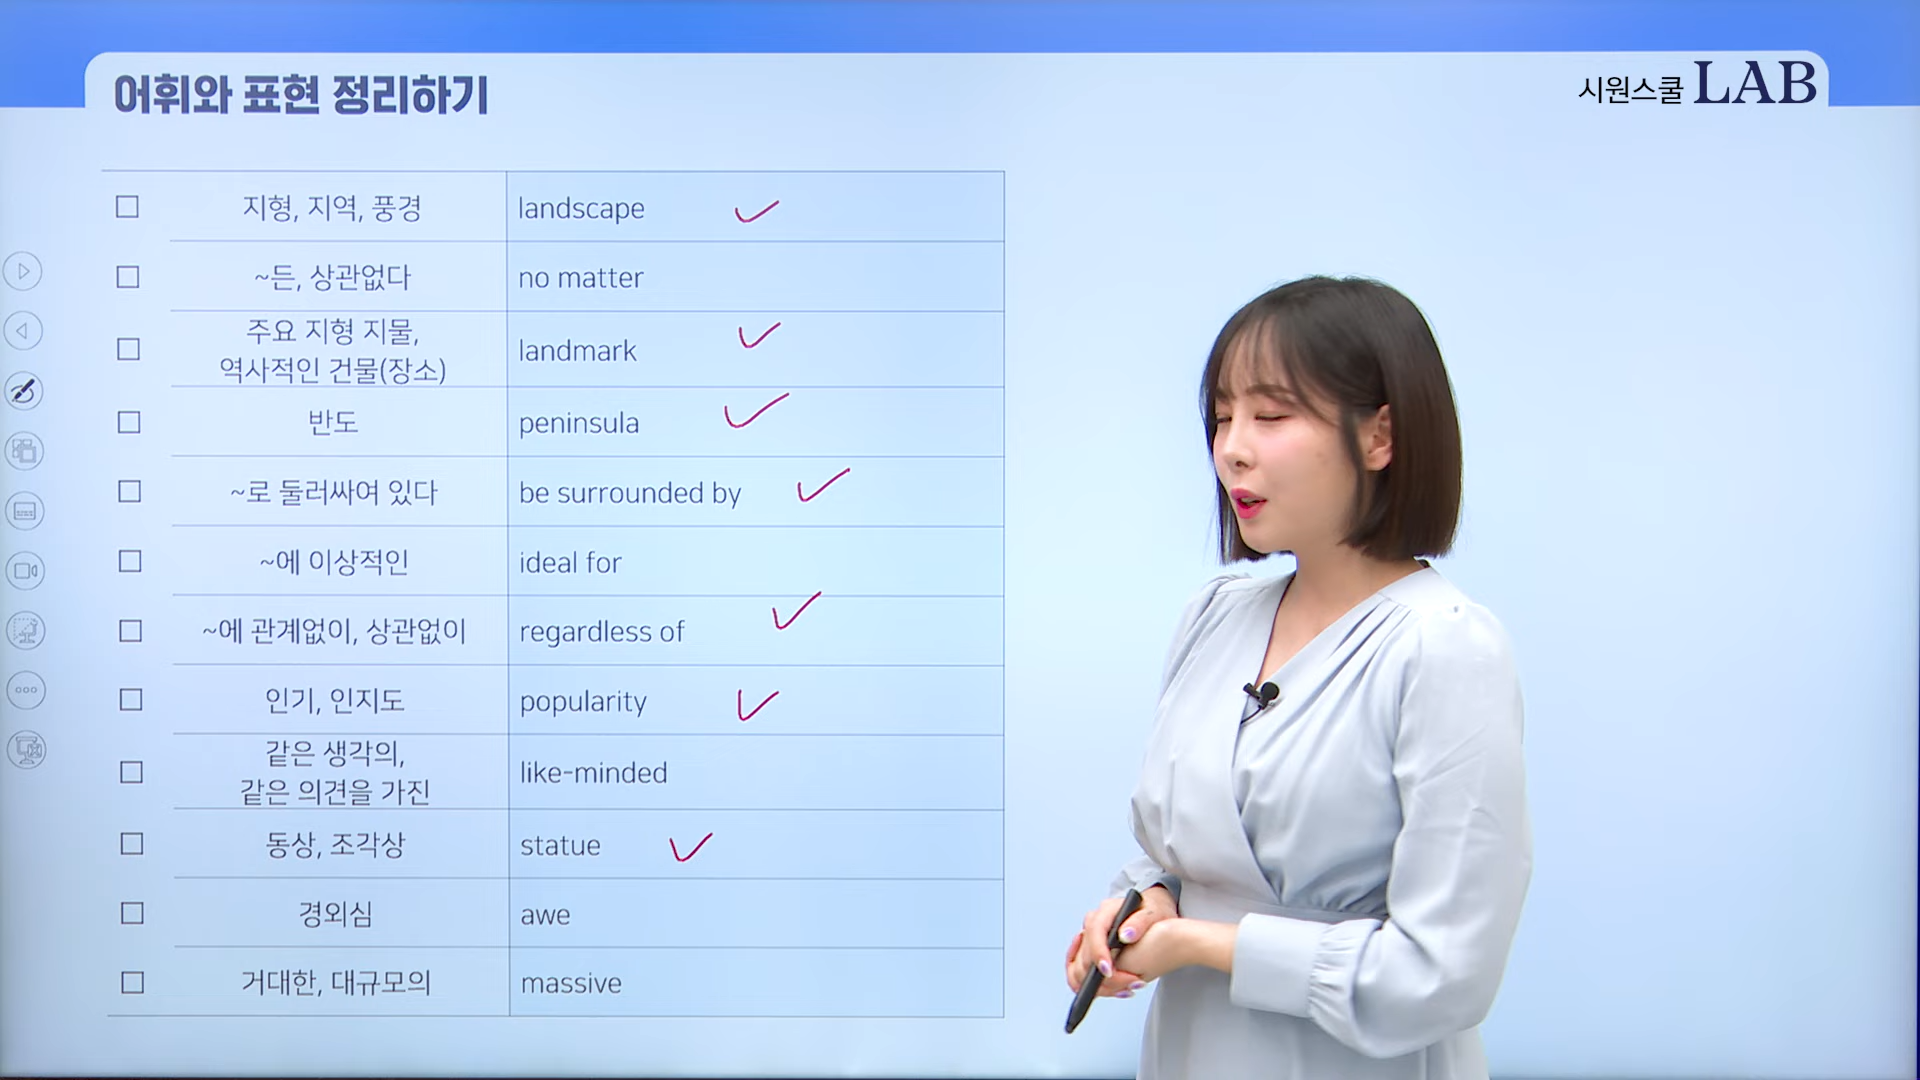 어휘와 표현 정리하기
시원스쿨 LAB
지형, 지역, 풍경 landscape
~든, 상관없다 no matter
주요 지형 지물,
역사적인 건물(장소) landmark
반도 peninsula
~로 둘러싸여 있다 be surrounded by
~에 이상적인 ideal for
~에 관계없이, 상관없이 regardless of
인기, 인지도 popularity
같은 생각의,
같은 의견을 가진 like-minded
동상, 조각상 statue
경외심 awe
거대한, 대규모의 massive